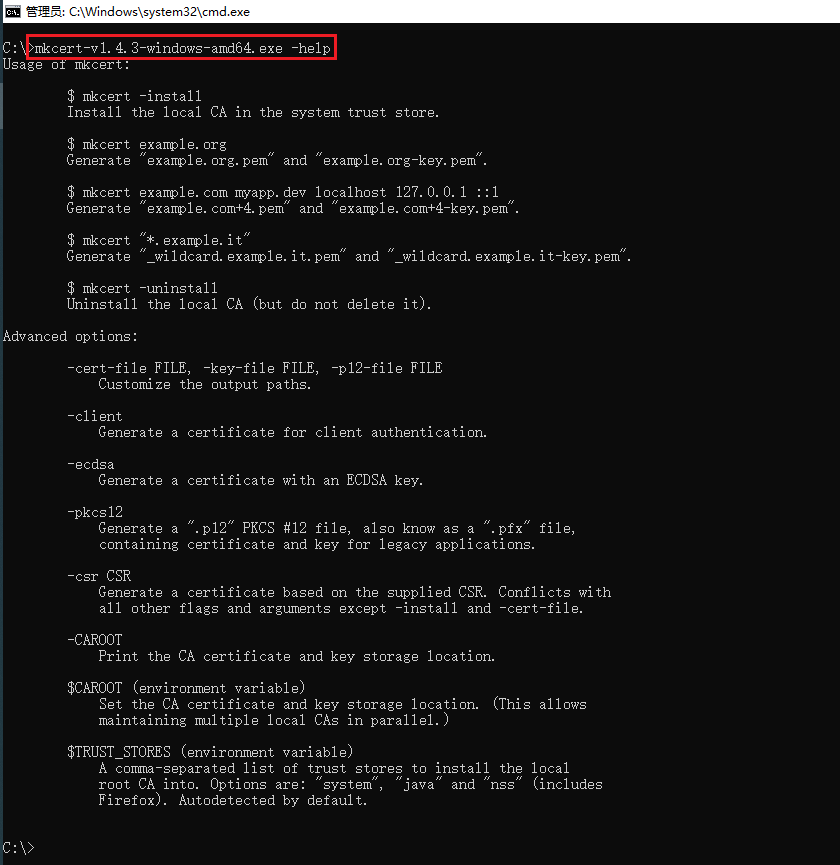 管理员: C:\Windows\system32\cmd.exe
C:\>mkcert-v1.4.3-windows-amd64.exe -help
Usage of mkcert:
$ mkcert -install
Install the local CA in the system trust store.
$ mkcert example.org
Generate "example.org.pem" and "example.org-key.pem".
$ mkcert example.com myapp.dev localhost 127.0.0.1 ::1
Generate "example.com+4.pem" and "example.com+4-key.pem".
$ mkcert "*.example.it"
Generate "_wildcard.example.it.pem" and "_wildcard.example.it-key.pem".
$ mkcert -uninstall
Uninstall the local CA (but do not delete it).
Advanced options:
-cert-file FILE, -key-file FILE, -p12-file FILE
Customize the output paths.
-client
Generate a certificate for client authentication.
-ecdsa
Generate a certificate with an ECDSA key.
-pkcs12
Generate a ".p12" PKCS #12 file, also know as a ".pfx" file,
containing certificate and key for legacy applications.
-csr CSR
Generate a certificate based on the supplied CSR. Conflicts with
all other flags and arguments except -install and -cert-file.
-CAROOT
Print the CA certificate and key storage location.
$CAROOT (environment variable)
Set the CA certificate and key storage location. (This allows
maintaining multiple local CAs in parallel.)
$TRUST_STORES (environment variable)
A comma-separated list of trust stores to install the local
root CA into. Options are: "system", "java" and "nss" (includes
Firefox). Autodetected by default.
C:\>